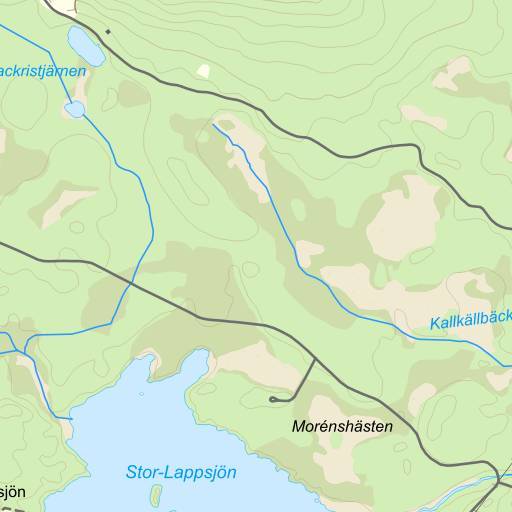 ackristjärnen
Kallkällbäck
Morénshästen
Stor-Lappsjön
sjön